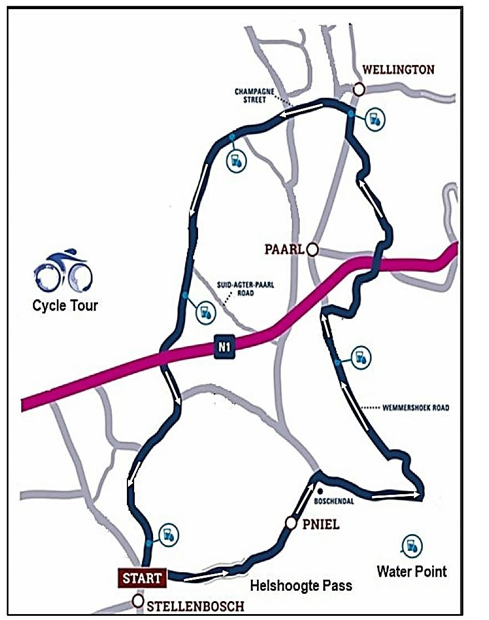 WELLINGTON
CHAMPAGNE
STREET
PAARL
Cycle Tour
SUID-AGTER-PAARL
ROAD
N1
WEMMERSHOEK ROAD
BOSCHENDAL
PNIEL
Water Point
START
Helshoogte Pass
STELLENBOSCH